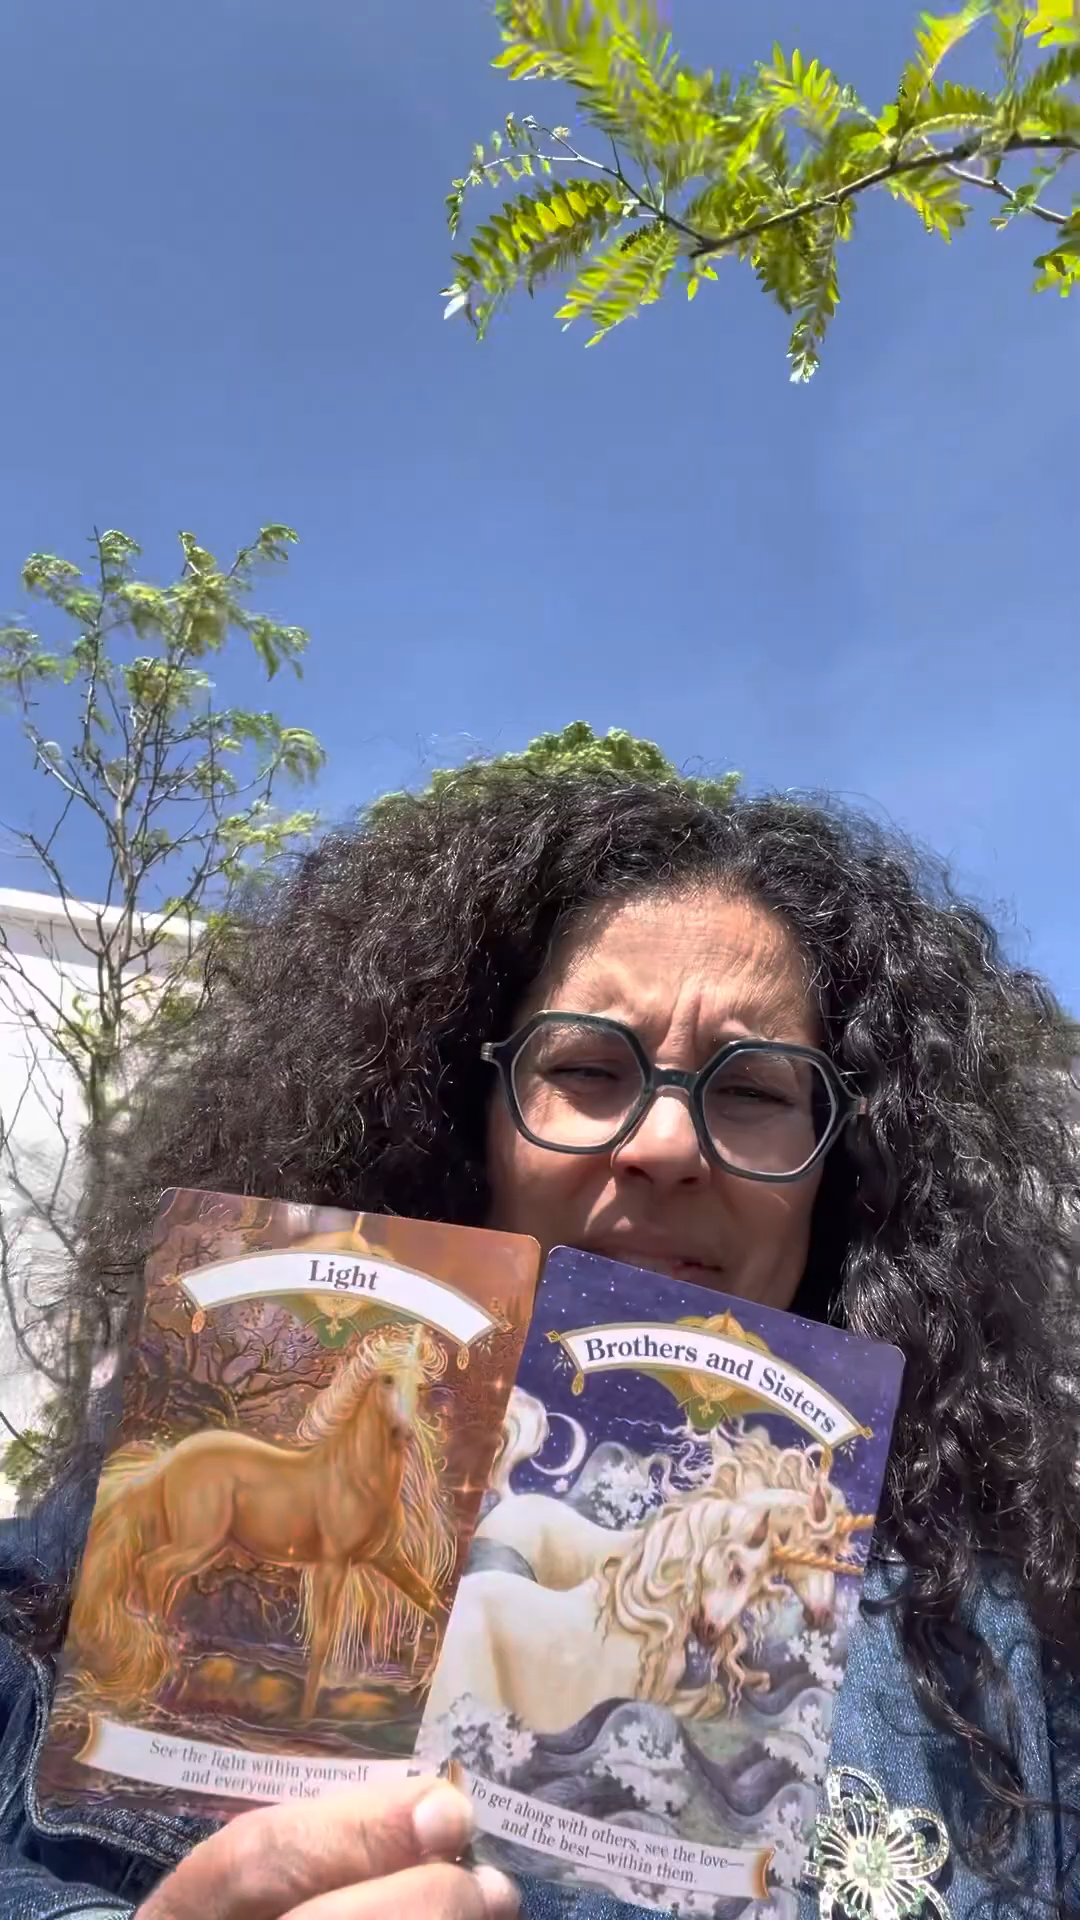 Light
See the light within yourself
and everyone else
Brothers and Sisters
To get along with others, see the love—
and the best—within them.